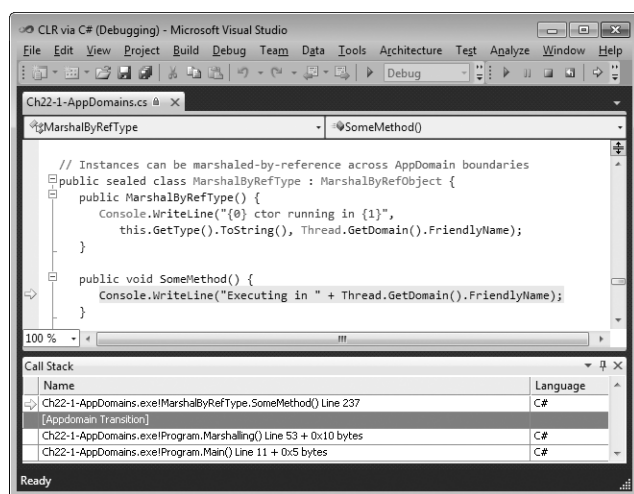 CLR via C# (Debugging) - Microsoft Visual Studio
File Edit View Project Build Debug Team Data Tools Architecture Test Analyze Window Help
Debug
Ch22-1-AppDomains.cs
MarshalByRefType
SomeMethod()
// Instances can be marshaled-by-reference across AppDomain boundaries
public sealed class MarshalByRefType : MarshalByRefObject {
public MarshalByRefType() {
Console.WriteLine("{0} ctor running in {1}",
this.GetType().ToString(), Thread.GetDomain().FriendlyName);
}
public void SomeMethod() {
Console.WriteLine("Executing in " + Thread.GetDomain().FriendlyName);
}
100 %
Call Stack
Name Language
Ch22-1-AppDomains.exe!MarshalByRefType.SomeMethod() Line 237 C#
[Appdomain Transition]
Ch22-1-AppDomains.exe!Program.Marshalling() Line 53 + 0x10 bytes C#
Ch22-1-AppDomains.exe!Program.Main() Line 11 + 0x5 bytes C#
Ready